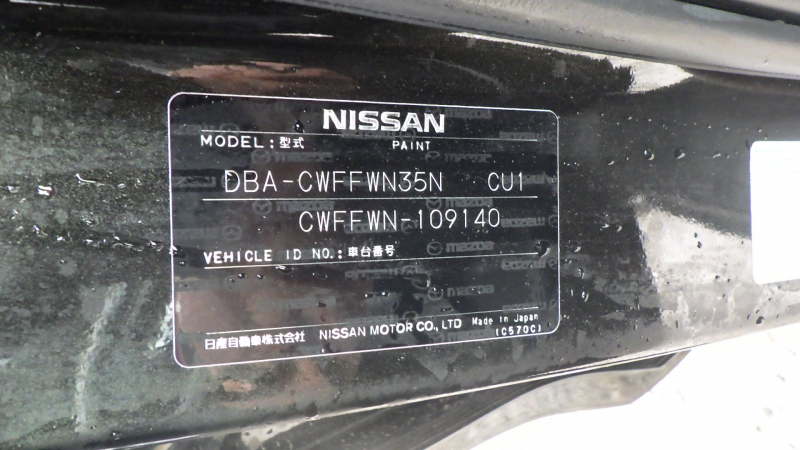 NISSAN
MODEL:型式 PAINT
DBA-CWFFWN35N CU1
CWFFWN-109140
VEHICLE ID NO.:車台番号
日産自動車株式会社 NISSAN MOTOR CO., LTD Made in Japan
(C570C)
mazda